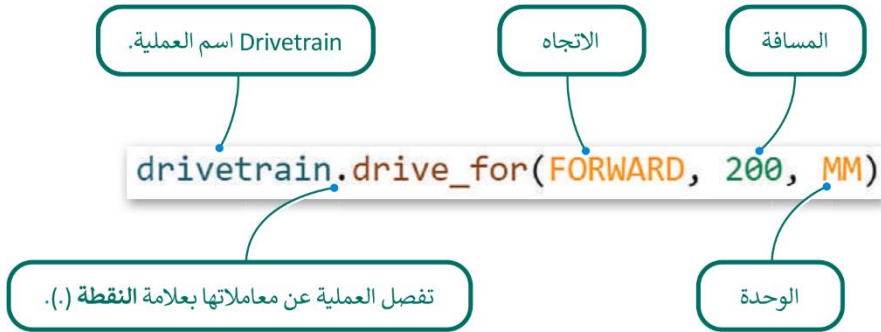 Drivetrain اسم العملية.
الاتجاه
المسافة
drivetrain.drive_for(FORWARD, 200, MM)
تفصل العملية عن معاملاتها بعلامة النقطة (.).
الوحدة